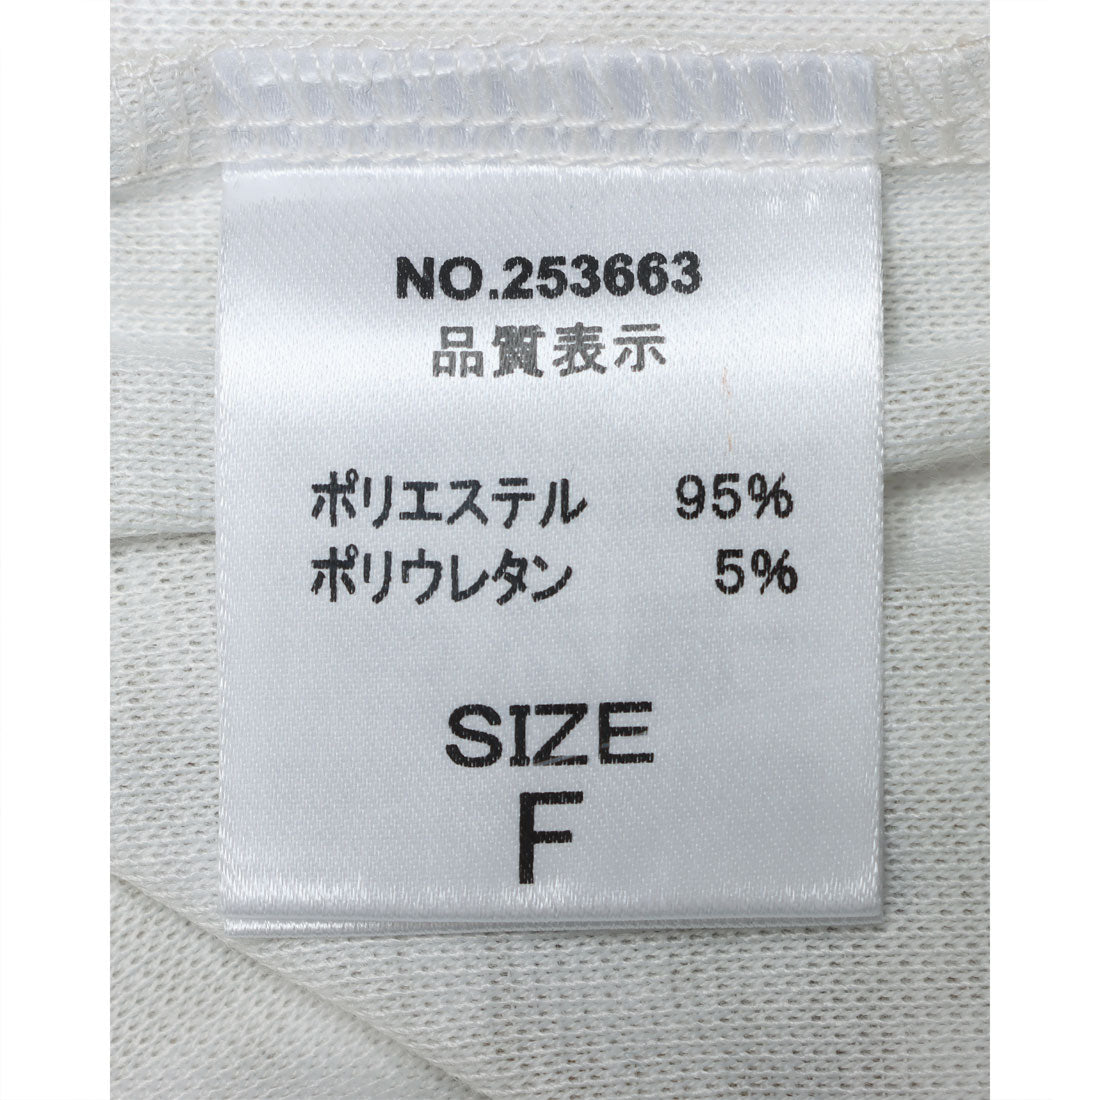 NO.253663
品質表示
ポリエステル 95%
ポリウレタン 5%
SIZE
F